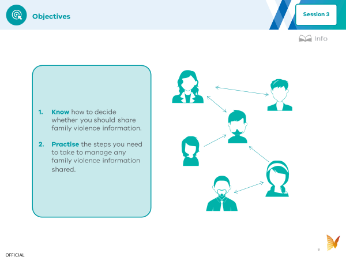 Objectives
Session 3
Info
1. Know how to decide
whether you should share
family violence information.
2. Practise the steps you need
to take to manage any
family violence information
shared.
OFFICIAL